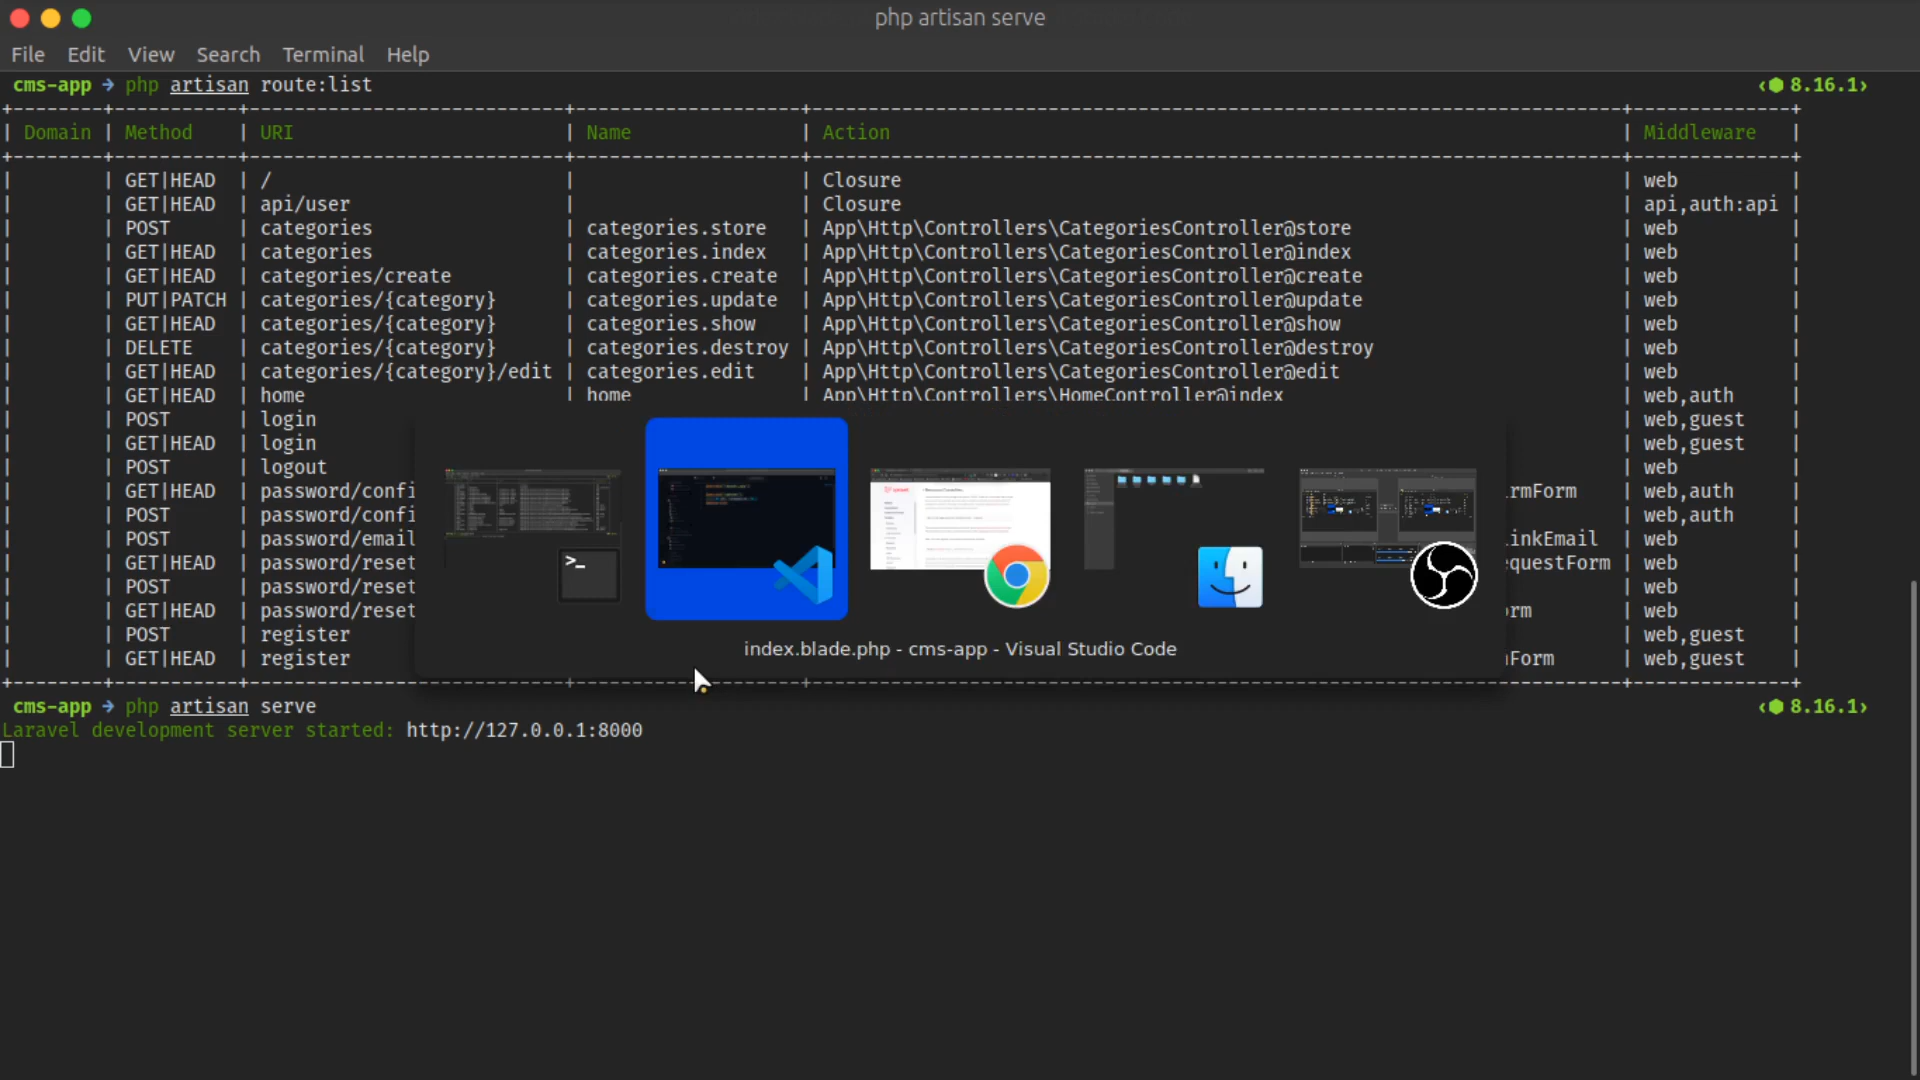 php artisan serve
File Edit View Search Terminal Help
cms-app → php artisan route:list ‹⬢ 8.16.1›
| Domain | Method | URI | Name | Action | Middleware |
| | GET|HEAD | / | | Closure | web |
| | GET|HEAD | api/user | | Closure | api,auth:api |
| | POST | categories | categories.store | App\Http\Controllers\CategoriesController@store | web |
| | GET|HEAD | categories | categories.index | App\Http\Controllers\CategoriesController@index | web |
| | GET|HEAD | categories/create | categories.create | App\Http\Controllers\CategoriesController@create | web |
| | PUT|PATCH | categories/{category} | categories.update | App\Http\Controllers\CategoriesController@update | web |
| | GET|HEAD | categories/{category} | categories.show | App\Http\Controllers\CategoriesController@show | web |
| | DELETE | categories/{category} | categories.destroy | App\Http\Controllers\CategoriesController@destroy | web |
| | GET|HEAD | categories/{category}/edit | categories.edit | App\Http\Controllers\CategoriesController@edit | web |
| | GET|HEAD | home | home | App\Http\Controllers\HomeController@index | web,auth |
| | POST | login | web,guest |
| | GET|HEAD | login | web,guest |
| | POST | logout | web |
| | GET|HEAD | password/confi rmForm | web,auth |
| | POST | password/confi | web,auth |
| | POST | password/email inkEmail | web |
| | GET|HEAD | password/reset questForm | web |
| | POST | password/reset | web |
| | GET|HEAD | password/reset rm | web |
| | POST | register | web,guest |
| | GET|HEAD | register Form | web,guest |
index.blade.php - cms-app - Visual Studio Code
cms-app → php artisan serve ‹⬢ 8.16.1›
Laravel development server started: http://127.0.0.1:8000